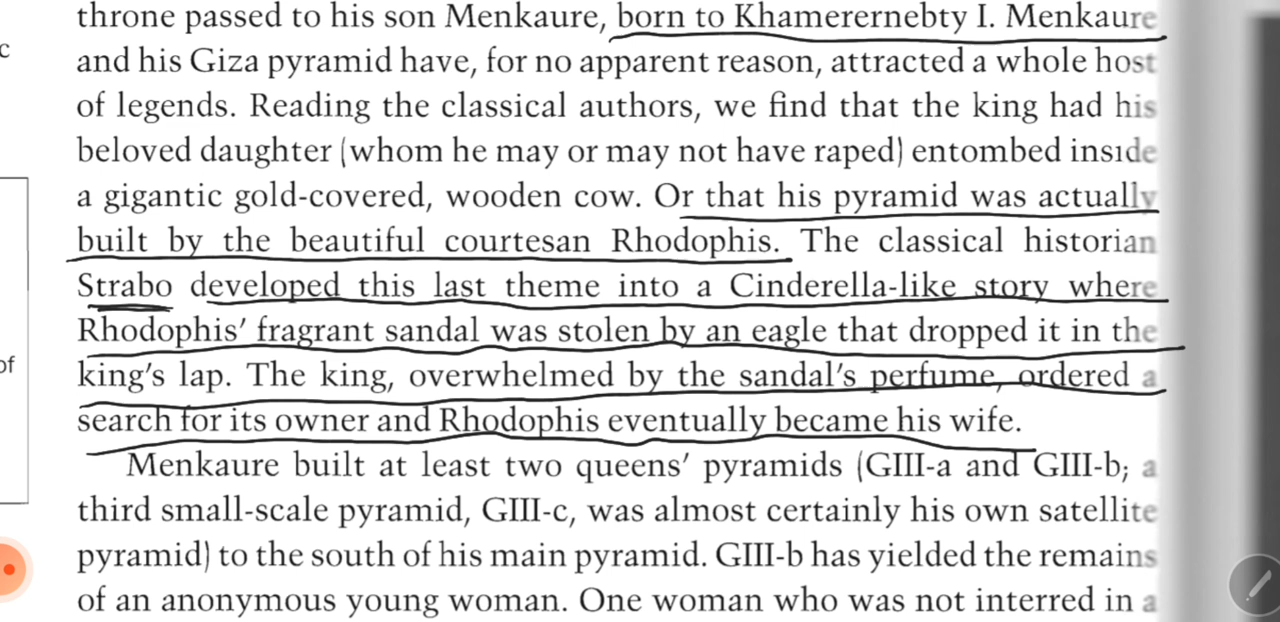 throne passed to his son Menkaure, born to Khamerernebty I. Menkaure
c
and his Giza pyramid have, for no apparent reason, attracted a whole host
of legends. Reading the classical authors, we find that the king had his
beloved daughter (whom he may or may not have raped) entombed inside
a gigantic gold-covered, wooden cow. Or that his pyramid was actually
built by the beautiful courtesan Rhodophis. The classical historian
Strabo developed this last theme into a Cinderella-like story where
Rhodophis' fragrant sandal was stolen by an eagle that dropped it in the
of
king's lap. The king, overwhelmed by the sandal's perfume, ordered a
search for its owner and Rhodophis eventually became his wife.
Menkaure built at least two queens' pyramids (GIII-a and GIII-b; a
third small-scale pyramid, GIII-c, was almost certainly his own satellite
pyramid) to the south of his main pyramid. GIII-b has yielded the remains
of an anonymous young woman. One woman who was not interred in a